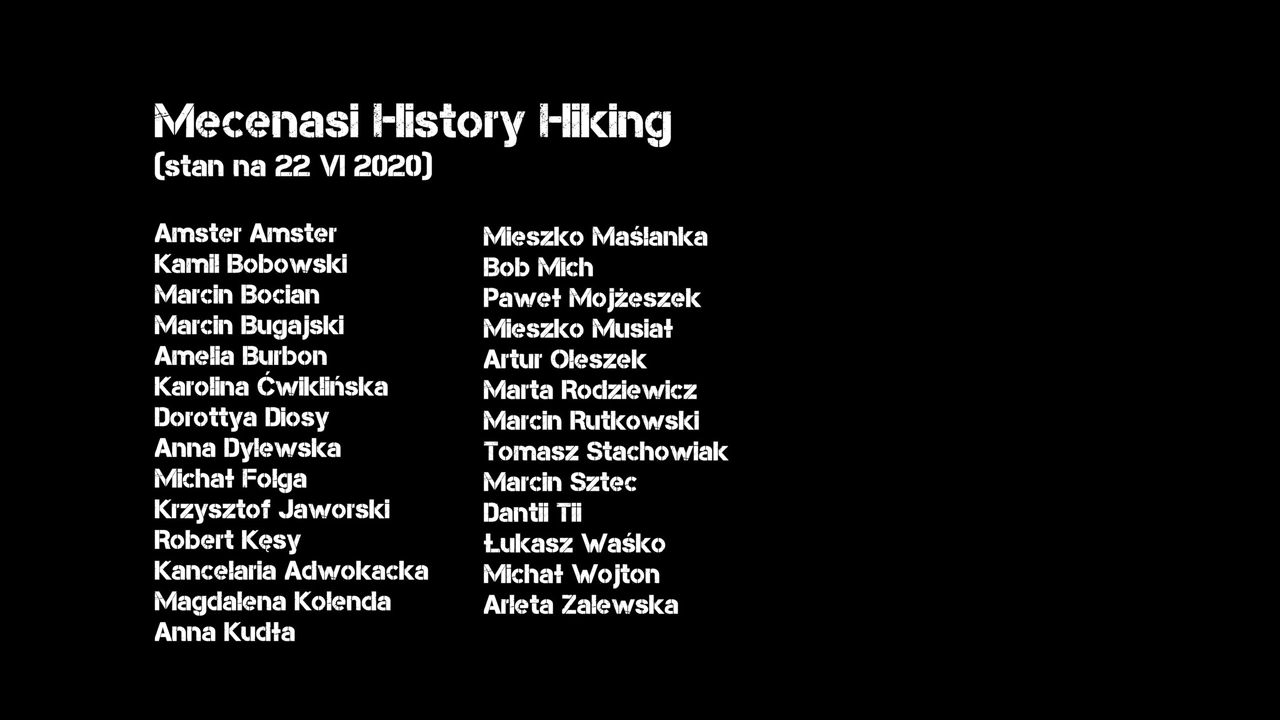 Mecenasi History Hiking
(stan na 22 VI 2020)
Amster Amster
Kamil Bobowski
Marcin Bocian
Marcin Bugajski
Amelia Burbon
Karolina Ćwiklińska
Dorottya Diosy
Anna Dylewska
Michał Folga
Krzysztof Jaworski
Robert Kęsy
Kancelaria Adwokacka
Magdalena Kolenda
Anna Kudła
Mieszko Maślanka
Bob Mich
Paweł Mojżeszek
Mieszko Musiał
Artur Oleszek
Marta Rodziewicz
Marcin Rutkowski
Tomasz Stachowiak
Marcin Sztec
Dantii Tii
Łukasz Waśko
Michał Wojton
Arleta Zalewska